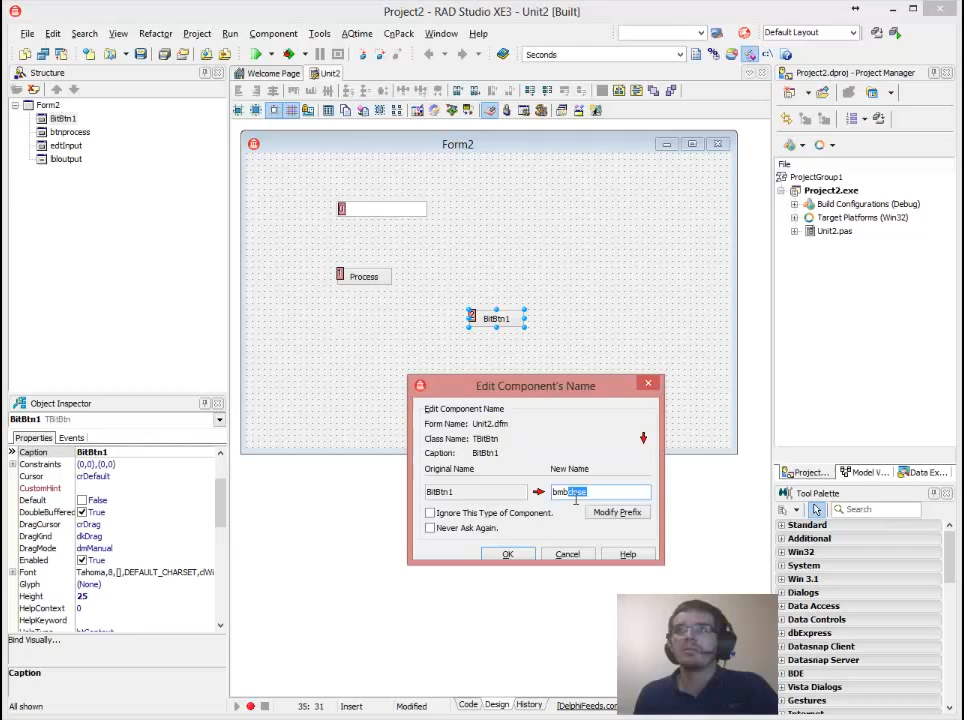 Project2 - RAD Studio XE3 - Unit2 [Built]
File Edit Search View Refactor Project Run Component Tools AQtime CnPack Window Help
Default Layout
Seconds
Structure
Form2
BitBtn1
btnprocess
edtInput
bloutput
Welcome Page Unit2
Form2
0
1 Process
2 BitBtn1
Edit Component's Name
Edit Component Name
Form Name: Unit2.dfm
Class Name: TBitBtn
Caption: BitBtn1
Original Name New Name
BitBtn1
Ignore This Type of Component. Modify Prefix
Never Ask Again.
OK Cancel Help
Object Inspector
BitBtn1 TBitBtn
Properties Events
Caption BitBtn1
Constraints (0,0),(0,0)
Cursor crDefault
CustomHint
Default False
DoubleBuffered True
DragCursor crDrag
DragKind dkDrag
DragMode dmManual
Enabled True
Font Tahoma,8,[],DEFAULT_CHARSET,clWi
Glyph (None)
Height 25
HelpContext 0
HelpKeyword
Bind Visually...
Caption
All shown
35: 31 Insert Modified Code Design History
Project2.dproj - Project Manager
File
ProjectGroup1
Project2.exe
Build Configurations (Debug)
Target Platforms (Win32)
Unit2.pas
Project... Model V... Data Ex...
Tool Palette
Search
Standard
Additional
Win32
System
Win 3.1
Dialogs
Data Access
Data Controls
dbExpress
Datasnap Client
Datasnap Server
BDE
Vista Dialogs
Gestures